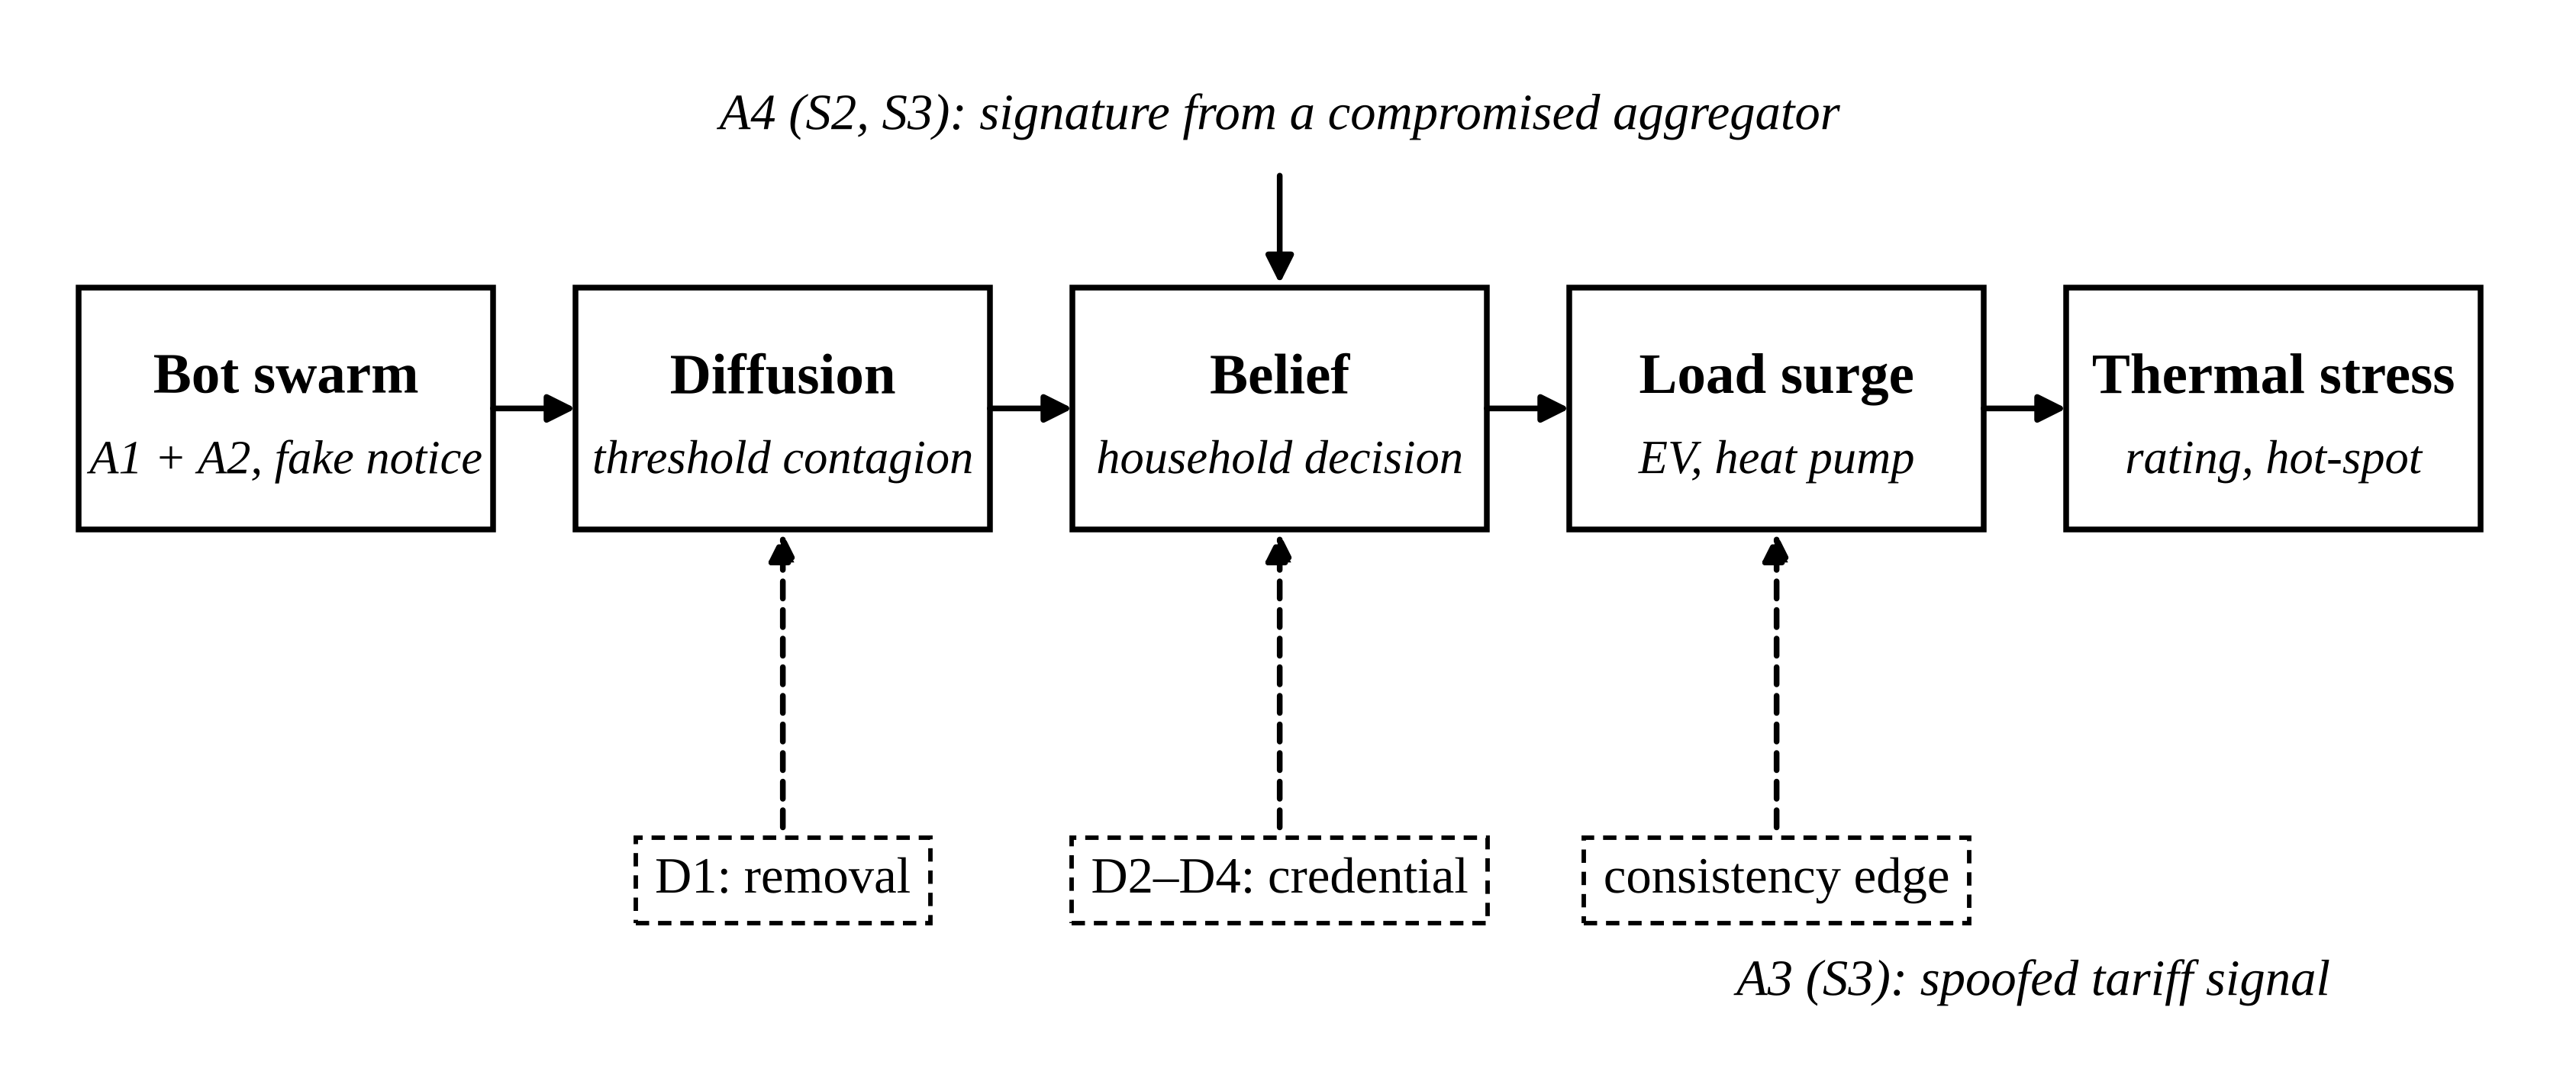 A4 (S2, S3): signature from a compromised aggregator
Bot swarm
A1 + A2, fake notice
Diffusion
threshold contagion
Belief
household decision
Load surge
EV, heat pump
Thermal stress
rating, hot-spot
D1: removal
D2–D4: credential
consistency edge
A3 (S3): spoofed tariff signal